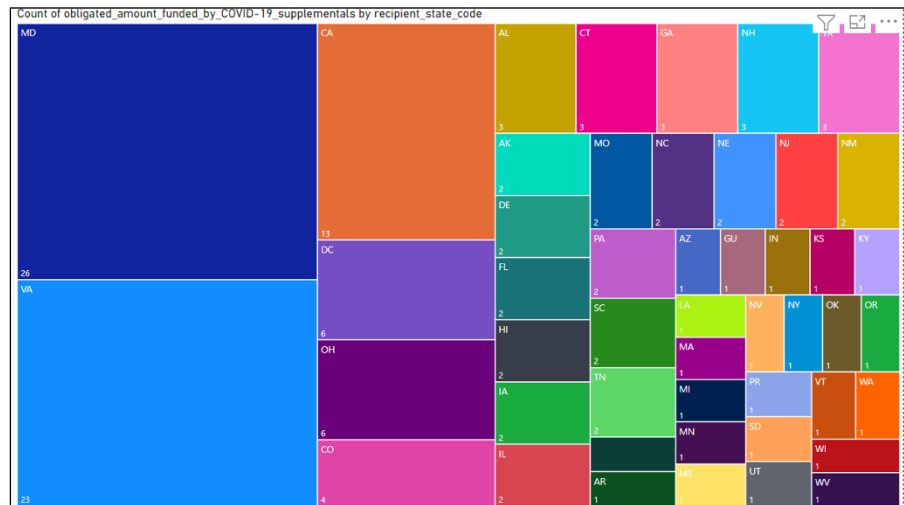 Count of obligated_amount_funded_by_COVID-19_supplementals by recipient_state_code
MD
26
VA
23
CA
13
DC
6
OH
6
CO
4
AL
3
CT
3
GA
3
NH
3
TX
3
AK
2
DE
2
FL
2
HI
2
IA
2
IL
2
MO
2
NC
2
NE
2
NJ
2
NM
2
PA
2
SC
2
TN
2
AR
1
AZ
1
GU
1
IN
1
KS
1
KY
1
LA
1
MA
1
MI
1
MN
1
MS
1
NV
1
NY
1
OK
1
OR
1
PR
1
SD
1
UT
1
VT
1
WA
1
WI
1
WV
1